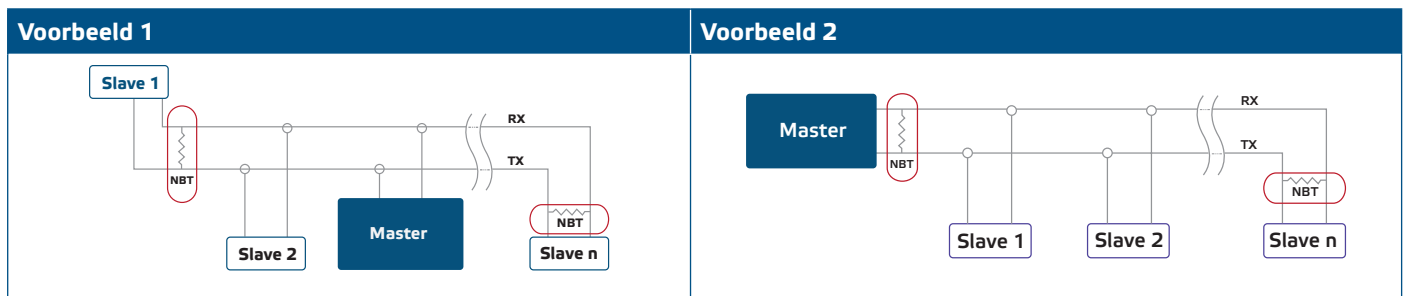 Voorbeeld 1
Slave 1
RX
TX
NBT
NBT
Master
Slave 2
Slave n
Voorbeeld 2
Master
RX
TX
NBT
NBT
Slave 1
Slave 2
Slave n